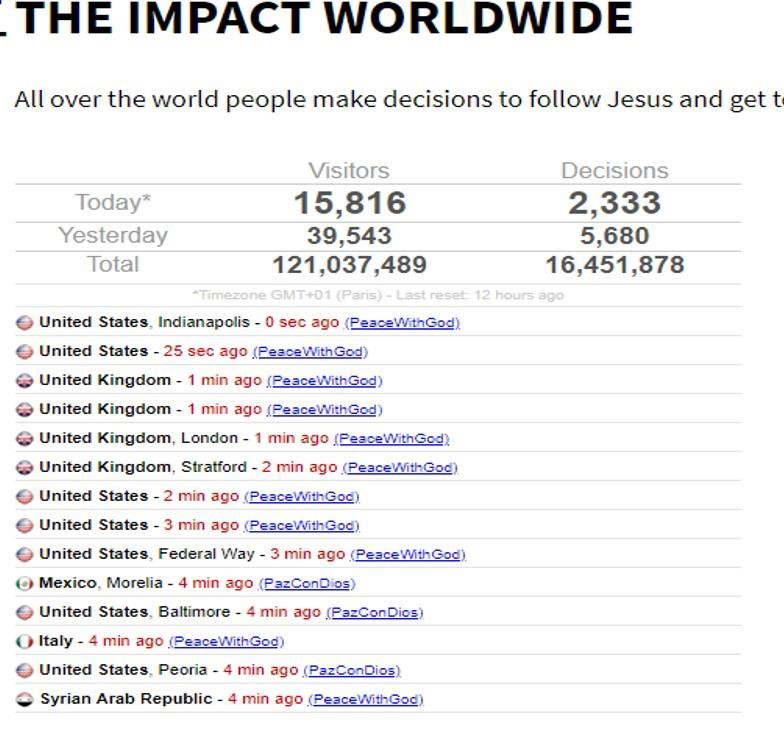 THE IMPACT WORLDWIDE
All over the world people make decisions to follow Jesus and get
Visitors Decisions
Today* 15,816 2,333
Yesterday 39,543 5,680
Total 121,037,489 16,451,878
*Timezone GMT+01 (Paris) - Last reset: 12 hours ago
United States, Indianapolis - 0 sec ago (PeaceWithGod)
United States - 25 sec ago (PeaceWithGod)
United Kingdom - 1 min ago (PeaceWithGod)
United Kingdom - 1 min ago (PeaceWithGod)
United Kingdom, London - 1 min ago (PeaceWithGod)
United Kingdom, Stratford - 2 min ago (PeaceWithGod)
United States - 2 min ago (PeaceWithGod)
United States - 3 min ago (PeaceWithGod)
United States, Federal Way - 3 min ago (PeaceWithGod)
Mexico, Morelia - 4 min ago (PazConDios)
United States, Baltimore - 4 min ago (PazConDios)
Italy - 4 min ago (PeaceWithGod)
United States, Peoria - 4 min ago (PazConDios)
Syrian Arab Republic - 4 min ago (PeaceWithGod)